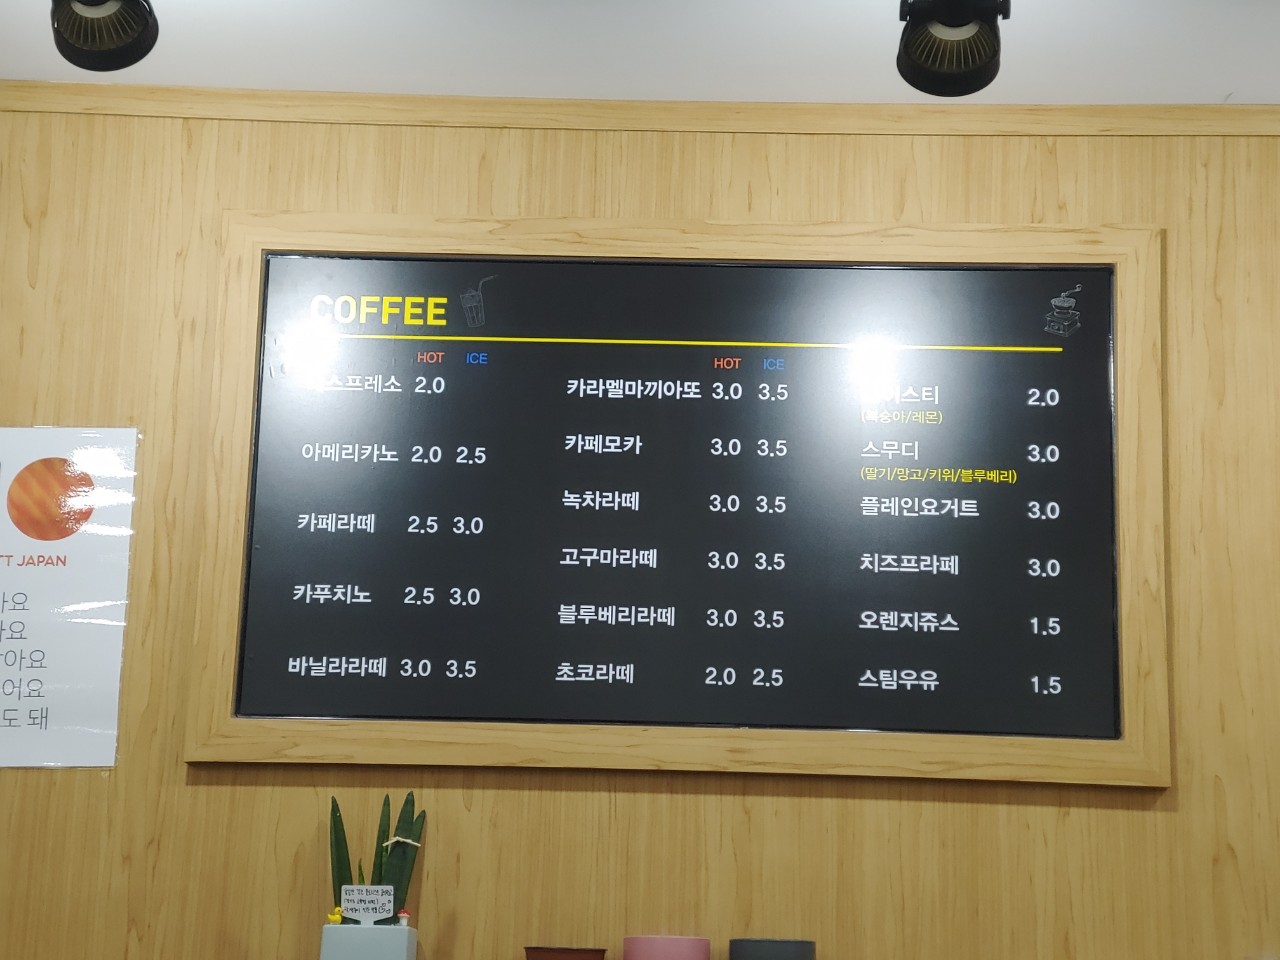 COFFEE
HOT ICE
스프레소 2.0
아메리카노 2.0 2.5
카페라떼 2.5 3.0
카푸치노 2.5 3.0
바닐라라떼 3.0 3.5
HOT ICE
카라멜마끼아또 3.0 3.5
카페모카 3.0 3.5
녹차라떼 3.0 3.5
고구마라떼 3.0 3.5
블루베리라떼 3.0 3.5
초코라떼 2.0 2.5
스티 2.0
(복숭아/레몬)
스무디 3.0
(딸기/망고/키위/블루베리)
플레인요거트 3.0
치즈프라페 3.0
오렌지쥬스 1.5
스팀우유 1.5
TT JAPAN
아요
어요
도 돼